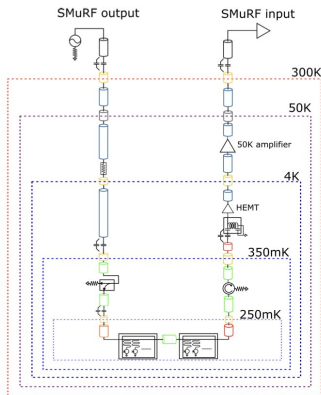 SMuRF output
SMuRF input
300K
50K
50K amplifier
4K
HEMT
350mK
250mK